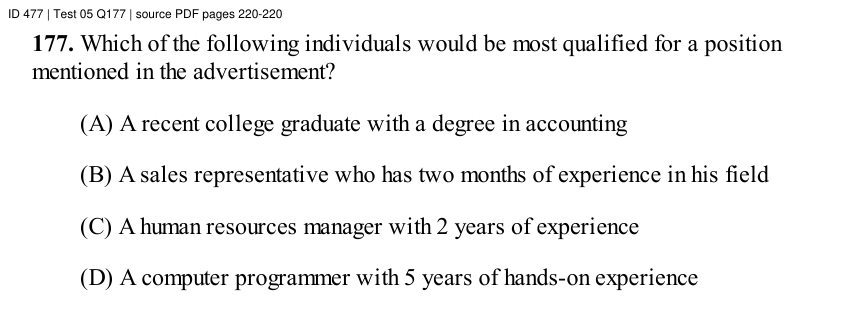 ID 477 | Test 05 Q177 | source PDF pages 220-220
177. Which of the following individuals would be most qualified for a position
mentioned in the advertisement?
(A) A recent college graduate with a degree in accounting
(B) A sales representative who has two months of experience in his field
(C) A human resources manager with 2 years of experience
(D) A computer programmer with 5 years of hands-on experience